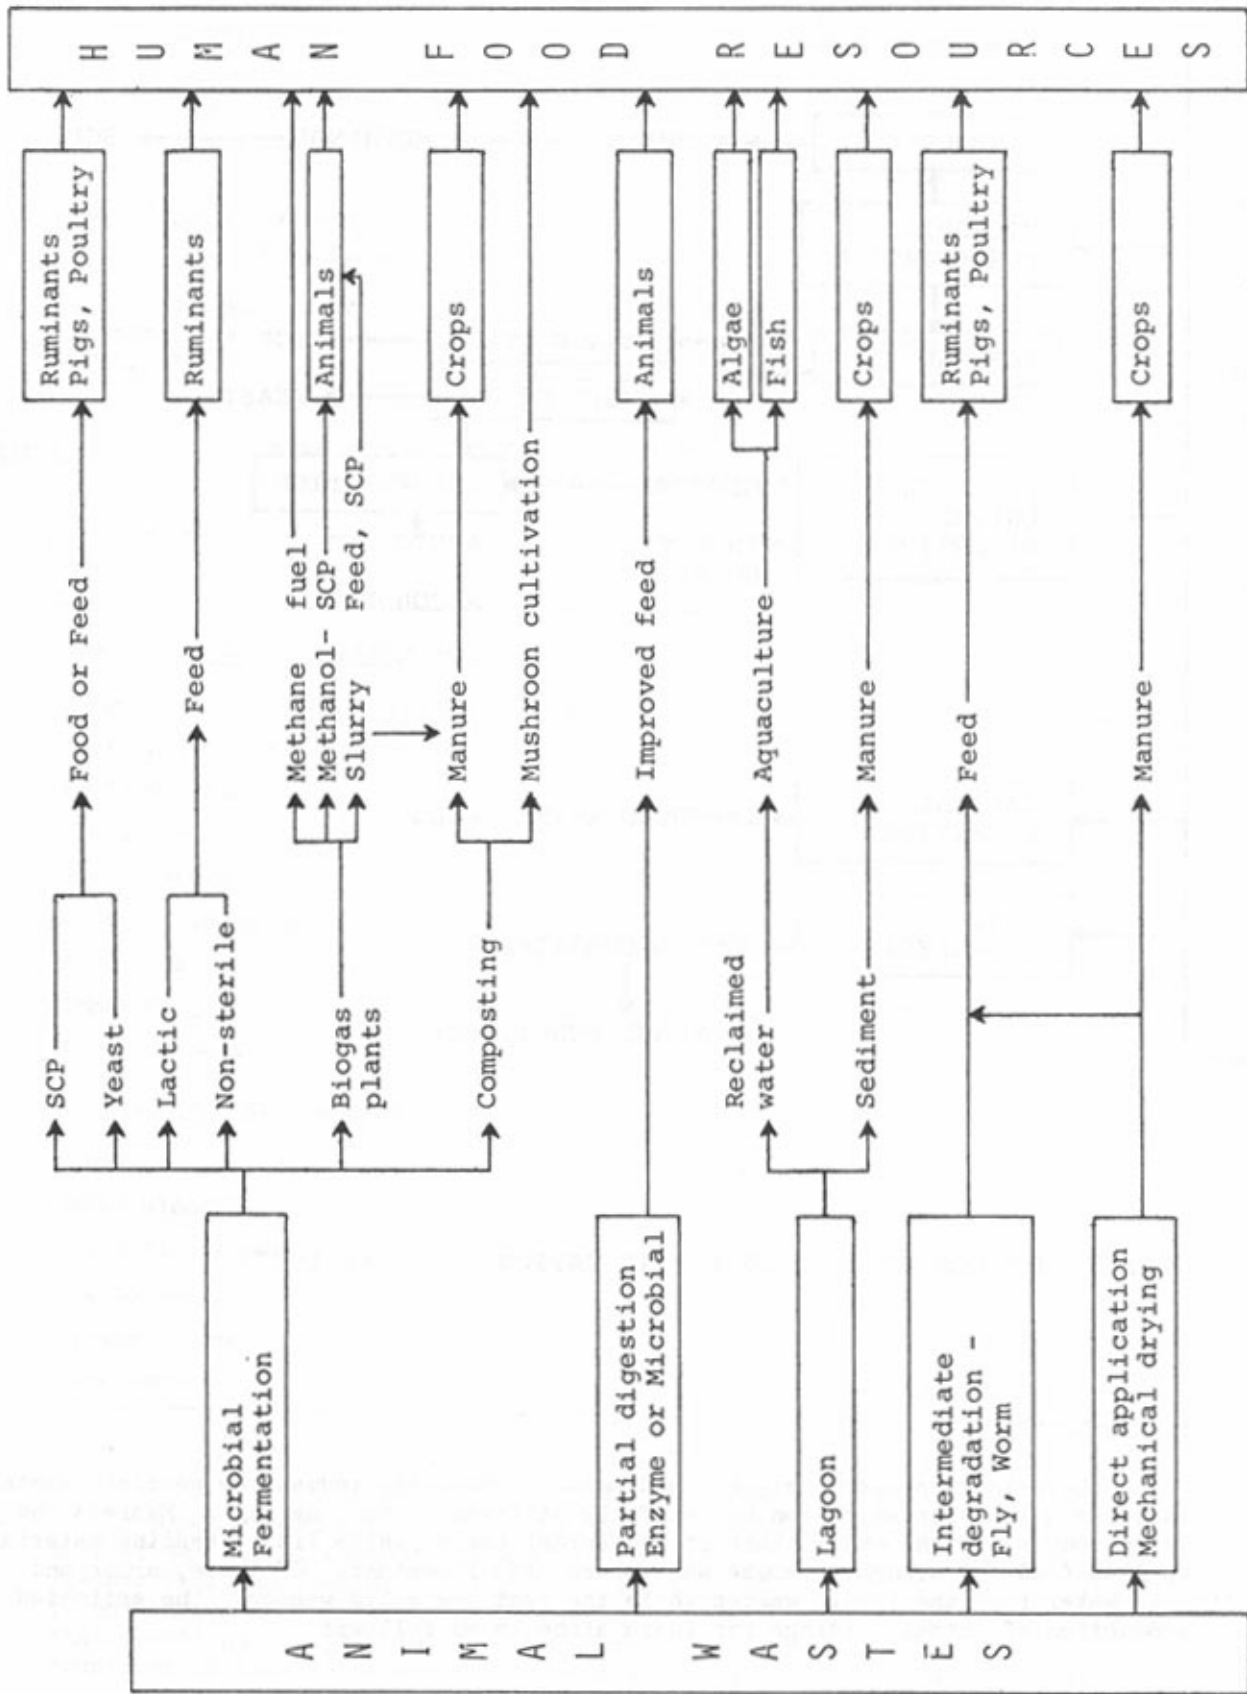 ANIMAL WASTES
Microbial
Fermentation
Partial digestion
Enzyme or Microbial
Lagoon
Intermediate
degradation -
Fly, Worm
Direct application
Mechanical drying
SCP
Yeast
Lactic
Non-sterile
Biogas
plants
Composting
Reclaimed
water
Sediment
Food or Feed
Feed
Methane fuel
Methanol- SCP
Slurry Feed, SCP
Manure
Mushroon cultivation
Improved feed
Aquaculture
Manure
Feed
Manure
Ruminants
Pigs, Poultry
Ruminants
Animals
Crops
Animals
Algae
Fish
Crops
Ruminants
Pigs, Poultry
Crops
HUMAN FOOD RESOURCES